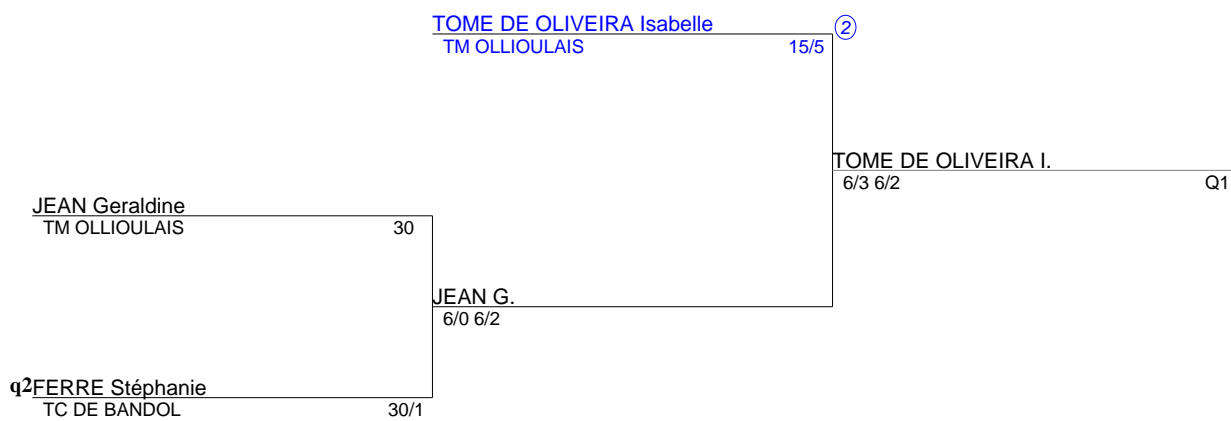 TOME DE OLIVEIRA Isabelle 2
TM OLLIOULAIS 15/5
TOME DE OLIVEIRA I.
6/3 6/2 Q1
JEAN Geraldine
TM OLLIOULAIS 30
JEAN G.
6/0 6/2
q2 FERRE Stéphanie
TC DE BANDOL 30/1